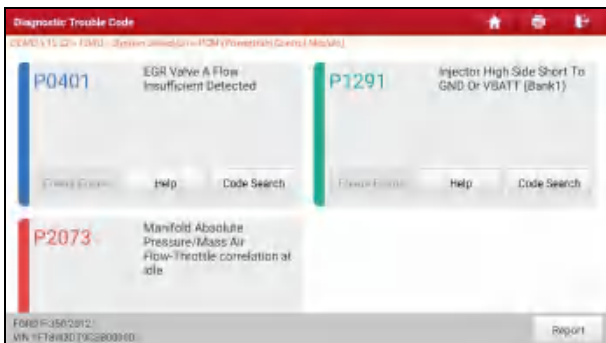 Diagnostic Trouble Code
P0401
EGR Valve A Flow
Insufficient Detected
Help
Code Search
P1291
Injector High Side Short To
GND Or VBATT (Bank1)
Help
Code Search
P2073
Manifold Absolute
Pressure/Mass Air
Flow-Throttle correlation at
idle
Report